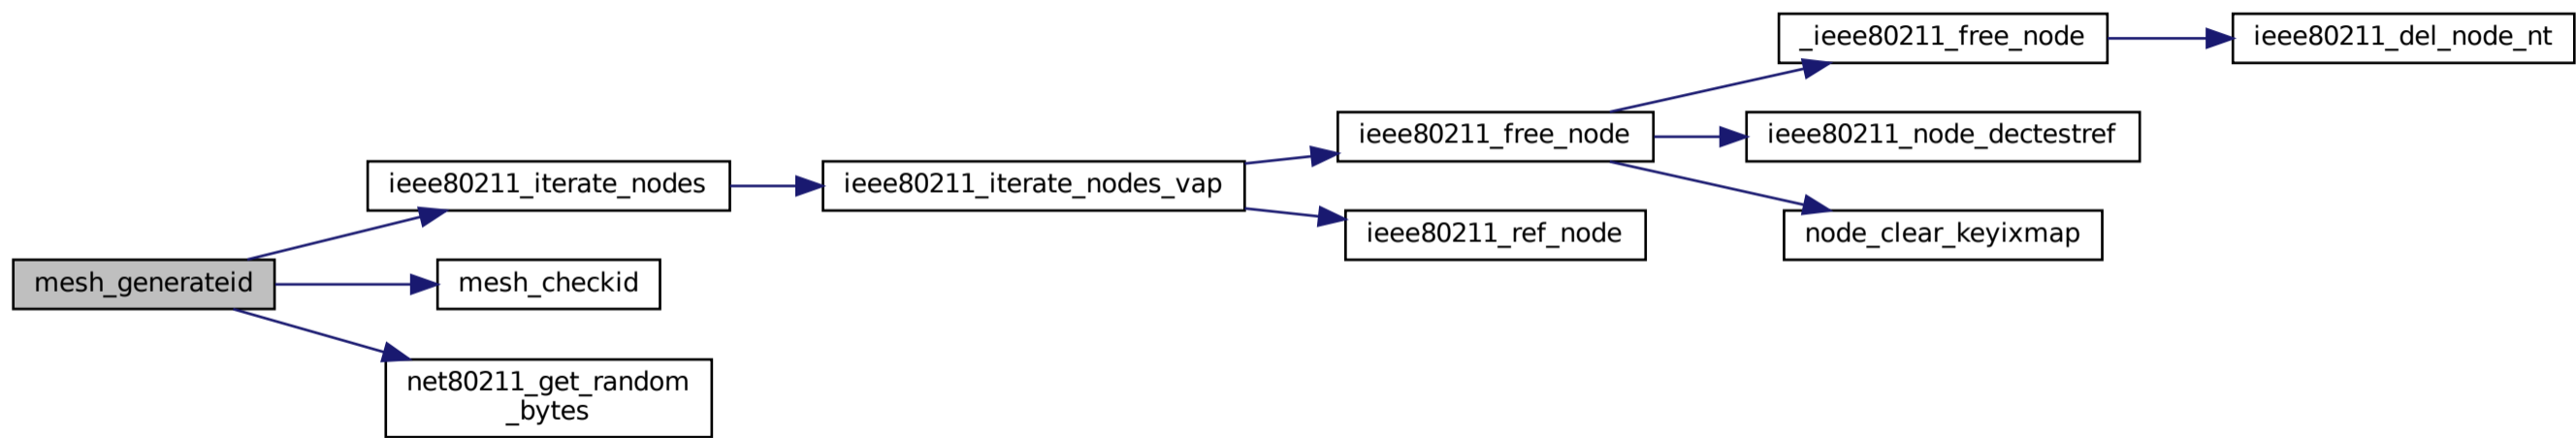 _ieee80211_free_node
ieee80211_del_node_nt
ieee80211_free_node
ieee80211_node_dectestref
ieee80211_iterate_nodes
ieee80211_iterate_nodes_vap
ieee80211_ref_node
node_clear_keyixmap
mesh_generateid
mesh_checkid
net80211_get_random
_bytes